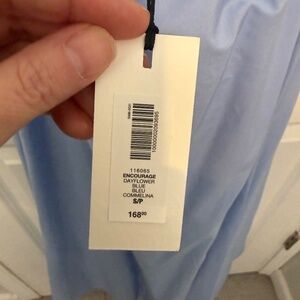 116065
ENCOURAGE
DAYFLOWER
BLUE
BLEU
COMMELINA
S/P
168⁰⁰